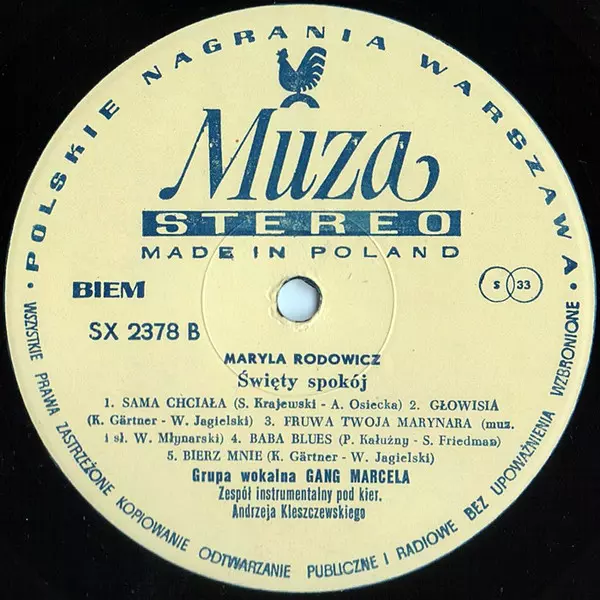 POLSKIE NAGRANIA WARSZAWA
Muza
STEREO
MADE IN POLAND
BIEM
S 33
SX 2378 B
MARYLA RODOWICZ
Święty spokój
1. SAMA CHCIAŁA (S. Krajewski - A. Osiecka) 2. GŁOWISIA
(K. Gärtner - W. Jagielski) 3. FRUWA TWOJA MARYNARA (muz.
i sł. W. Młynarski) 4. BABA BLUES (P. Kałużny - S. Friedman)
5. BIERZ MNIE (K. Gärtner - W. Jagielski)
Grupa wokalna GANG MARCELA
Zespół instrumentalny pod kier.
Andrzeja Kleszczewskiego
WSZYSTKIE PRAWA ZASTRZEŻONE KOPIOWANIE ODTWARZANIE PUBLICZNE I RADIOWE BEZ UPOWAŻNIENIA WZBRONIONE